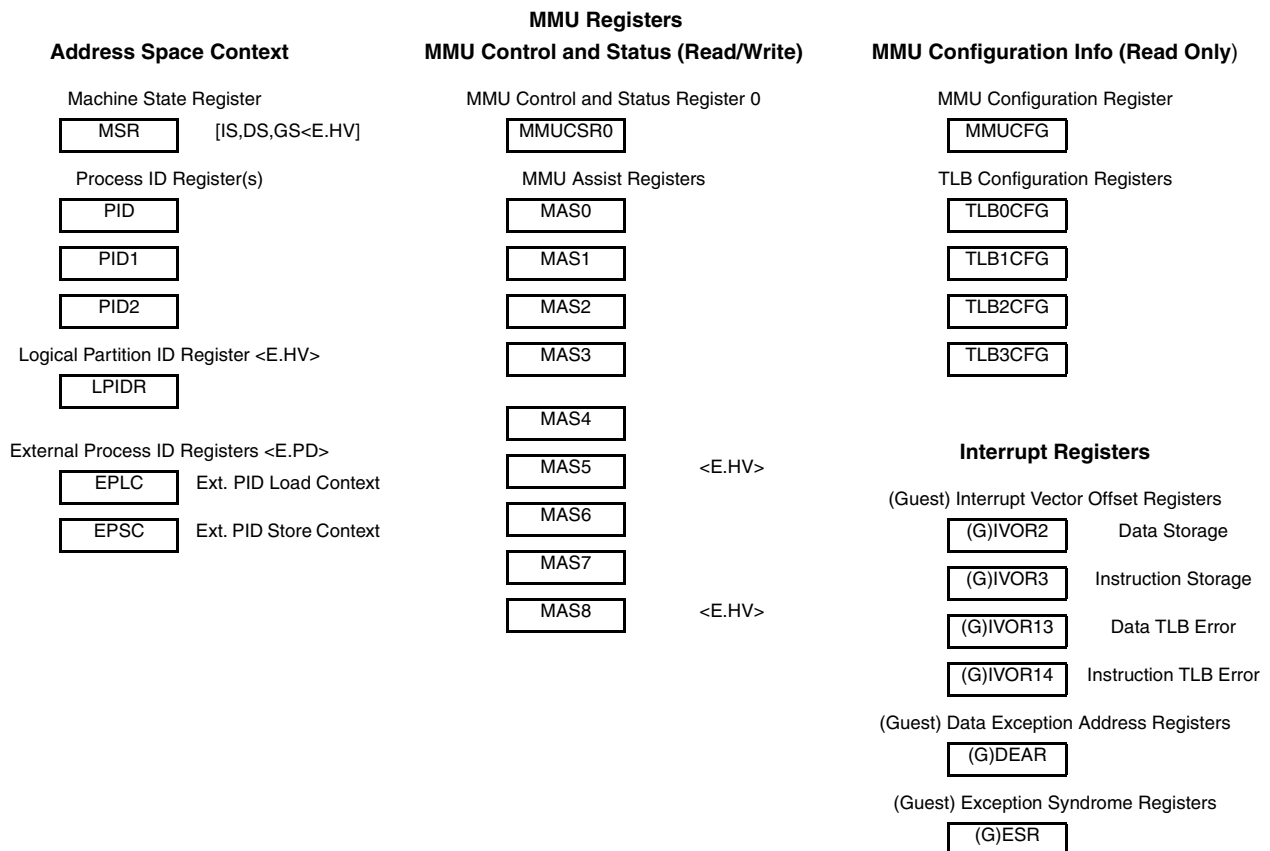 MMU Registers
Address Space Context
Machine State Register
MSR [IS,DS,GS<E.HV]
Process ID Register(s)
PID
PID1
PID2
Logical Partition ID Register <E.HV>
LPIDR
External Process ID Registers <E.PD>
EPLC Ext. PID Load Context
EPSC Ext. PID Store Context
MMU Control and Status (Read/Write)
MMU Control and Status Register 0
MMUCSR0
MMU Assist Registers
MAS0
MAS1
MAS2
MAS3
MAS4
MAS5 <E.HV>
MAS6
MAS7
MAS8 <E.HV>
MMU Configuration Info (Read Only)
MMU Configuration Register
MMUCFG
TLB Configuration Registers
TLB0CFG
TLB1CFG
TLB2CFG
TLB3CFG
Interrupt Registers
(Guest) Interrupt Vector Offset Registers
(G)IVOR2 Data Storage
(G)IVOR3 Instruction Storage
(G)IVOR13 Data TLB Error
(G)IVOR14 Instruction TLB Error
(Guest) Data Exception Address Registers
(G)DEAR
(Guest) Exception Syndrome Registers
(G)ESR